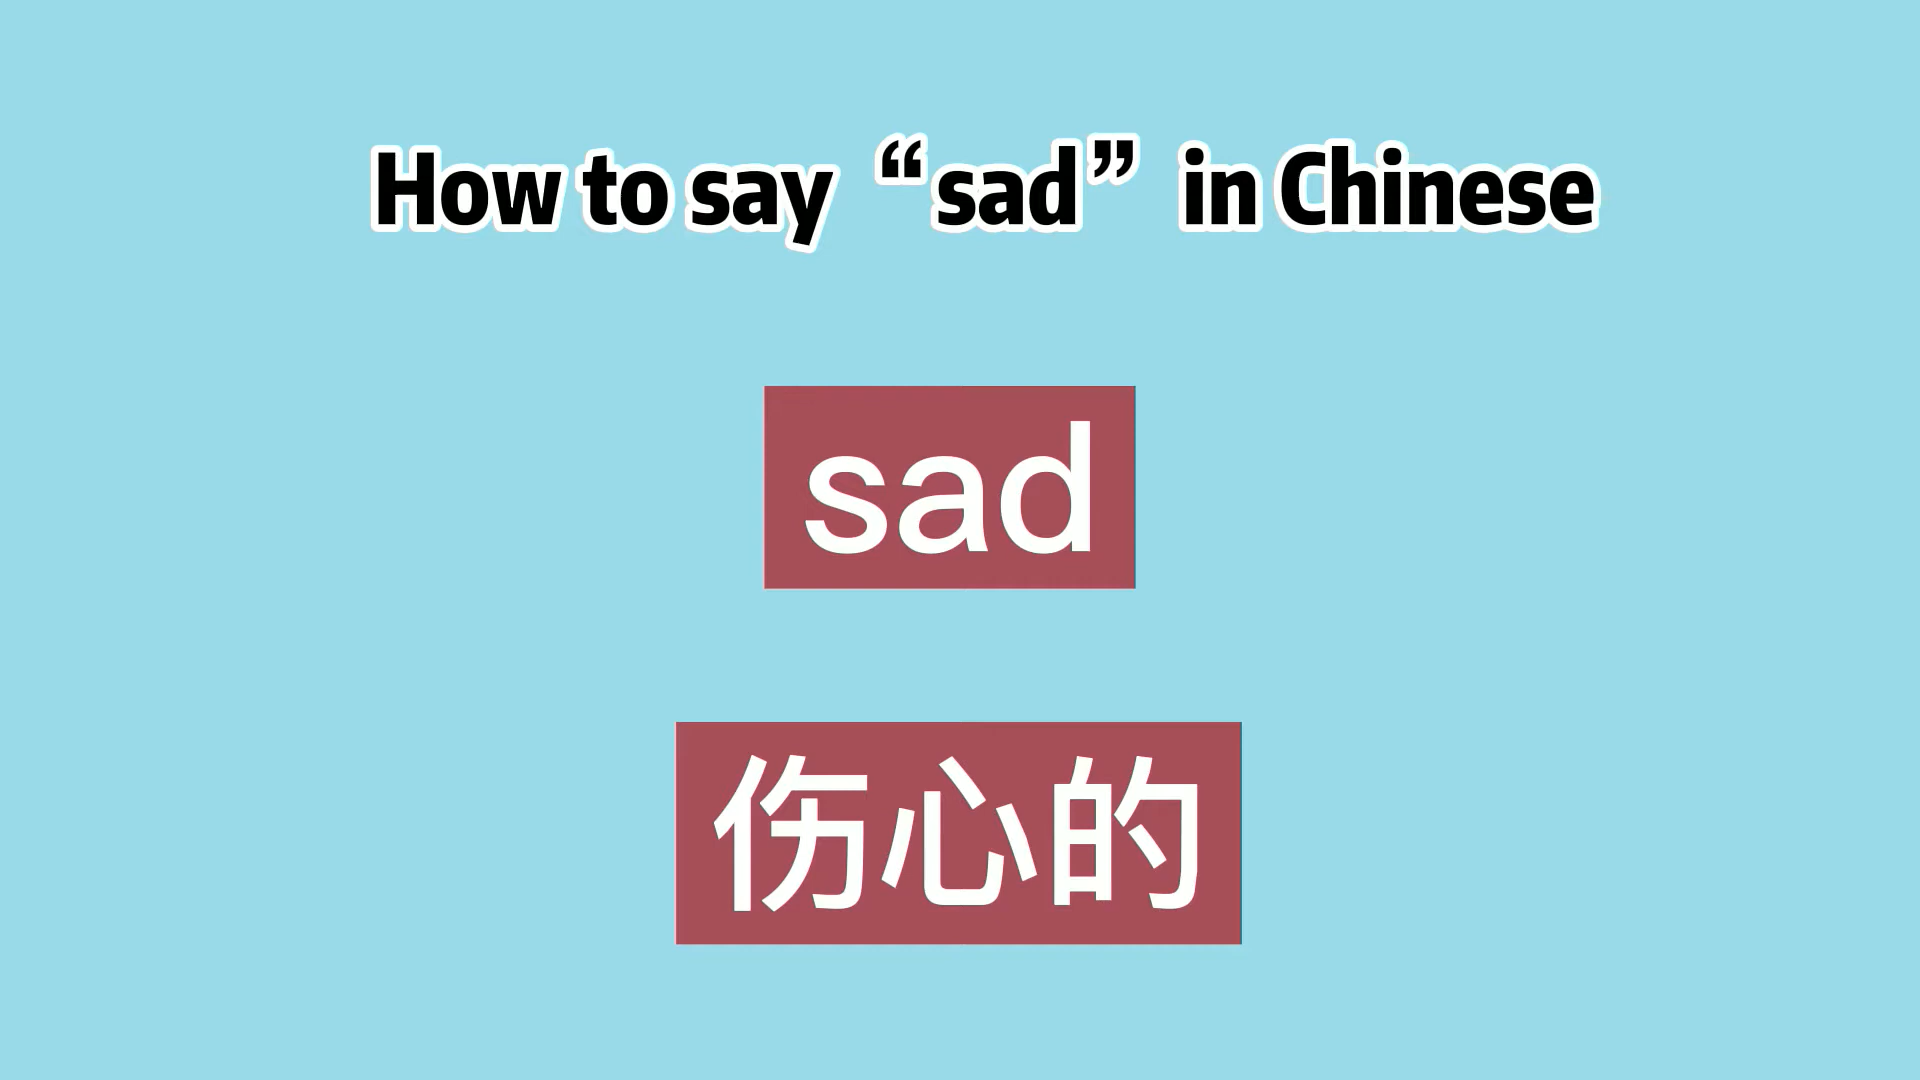 How to say “sad” in Chinese
sad
伤心的